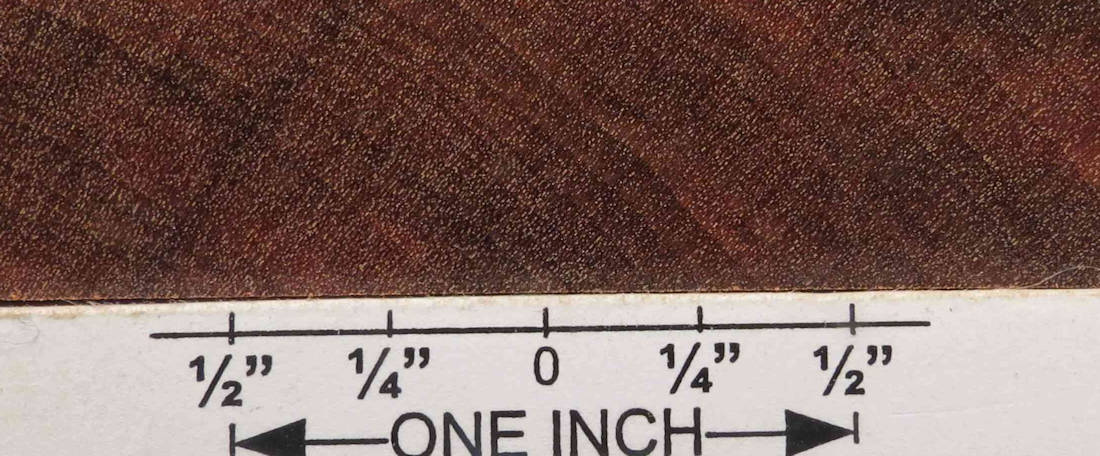 ½” ¼” 0 ¼” ½”
ONE INCH